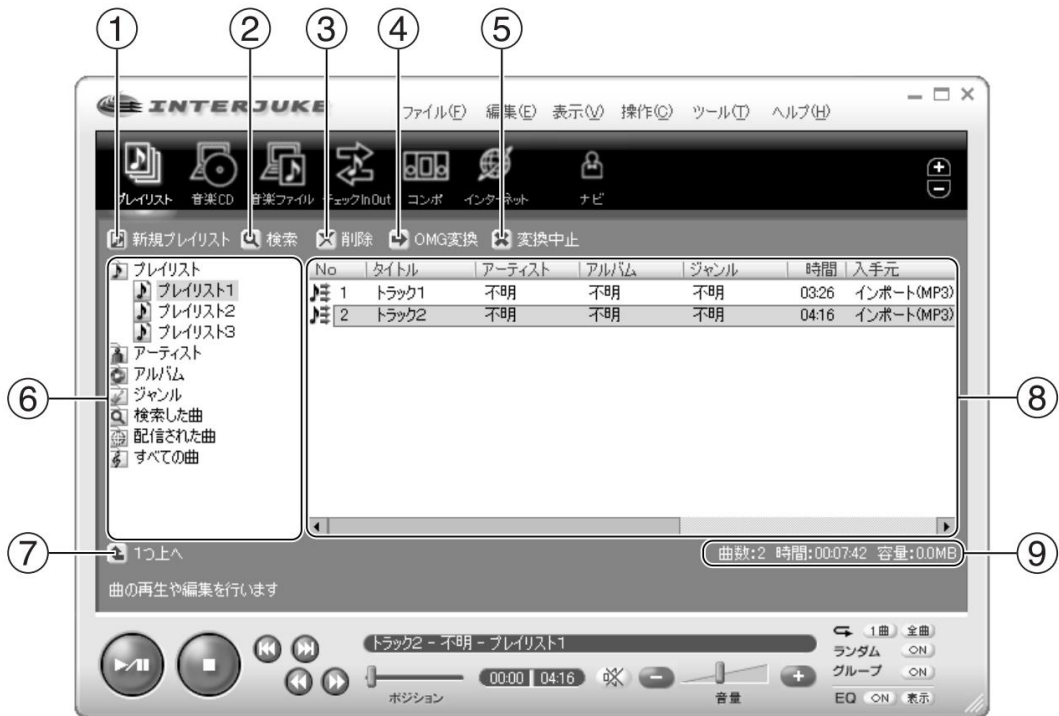 ① ② ③ ④ ⑤
INTERJUKE
ファイル(F) 編集(E) 表示(V) 操作(C) ツール(T) ヘルプ(H)
プレイリスト 音楽CD 音楽ファイル チェックInOut コンポ インターネット ナビ
新規プレイリスト 検索 削除 OMG変換 変換中止
プレイリスト
プレイリスト1
プレイリスト2
プレイリスト3
アーティスト
アルバム
ジャンル
検索した曲
配信された曲
すべての曲
No タイトル アーティスト アルバム ジャンル 時間 入手元
1 トラック1 不明 不明 不明 03:26 インポート(MP3)
2 トラック2 不明 不明 不明 04:16 インポート(MP3)
⑥ ⑧
⑦ 1つ上へ
曲数:2 時間:00:07:42 容量:0.0MB ⑨
曲の再生や編集を行います
トラック2 - 不明 - プレイリスト1
00:00 04:16
ポジション
音量
1曲 全曲
ランダム ON
グループ ON
EQ ON 表示